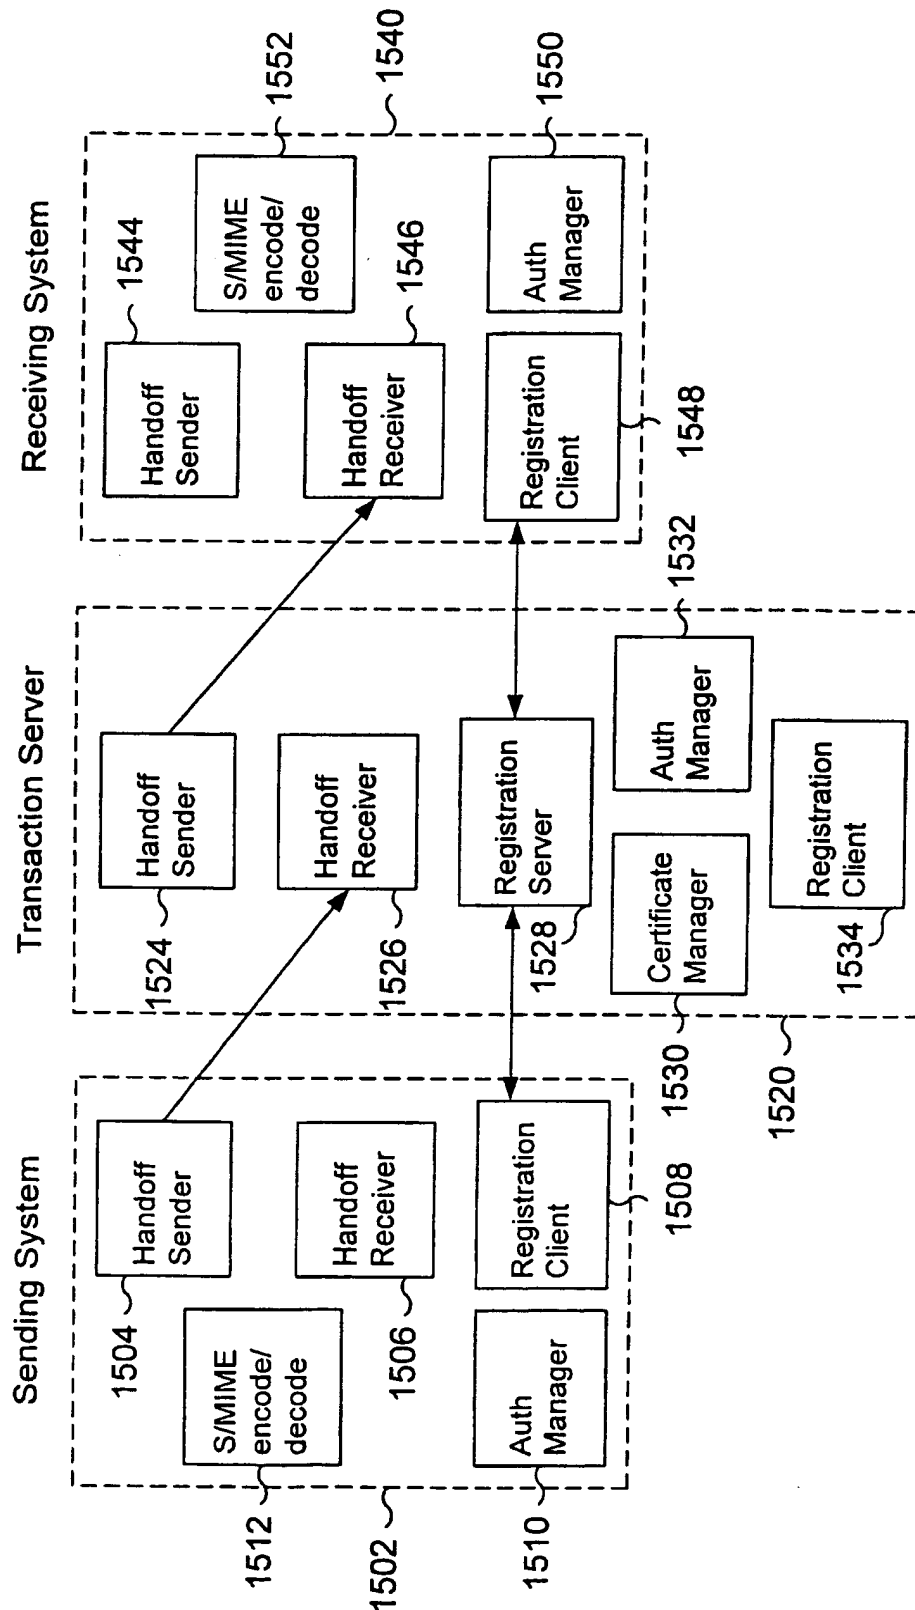 Sending System
1504
Handoff
Sender
1512
S/MIME
encode/
decode
1506
Handoff
Receiver
1502
1510
Auth
Manager
Registration
Client
1508
Transaction Server
1524
Handoff
Sender
1526
Handoff
Receiver
Registration
Server
1528
1530
Certificate
Manager
Auth
Manager
1532
1520
Registration
Client
1534
Receiving System
1544
Handoff
Sender
1552
S/MIME
encode/
decode
1546
Handoff
Receiver
1540
Registration
Client
1548
Auth
Manager
1550